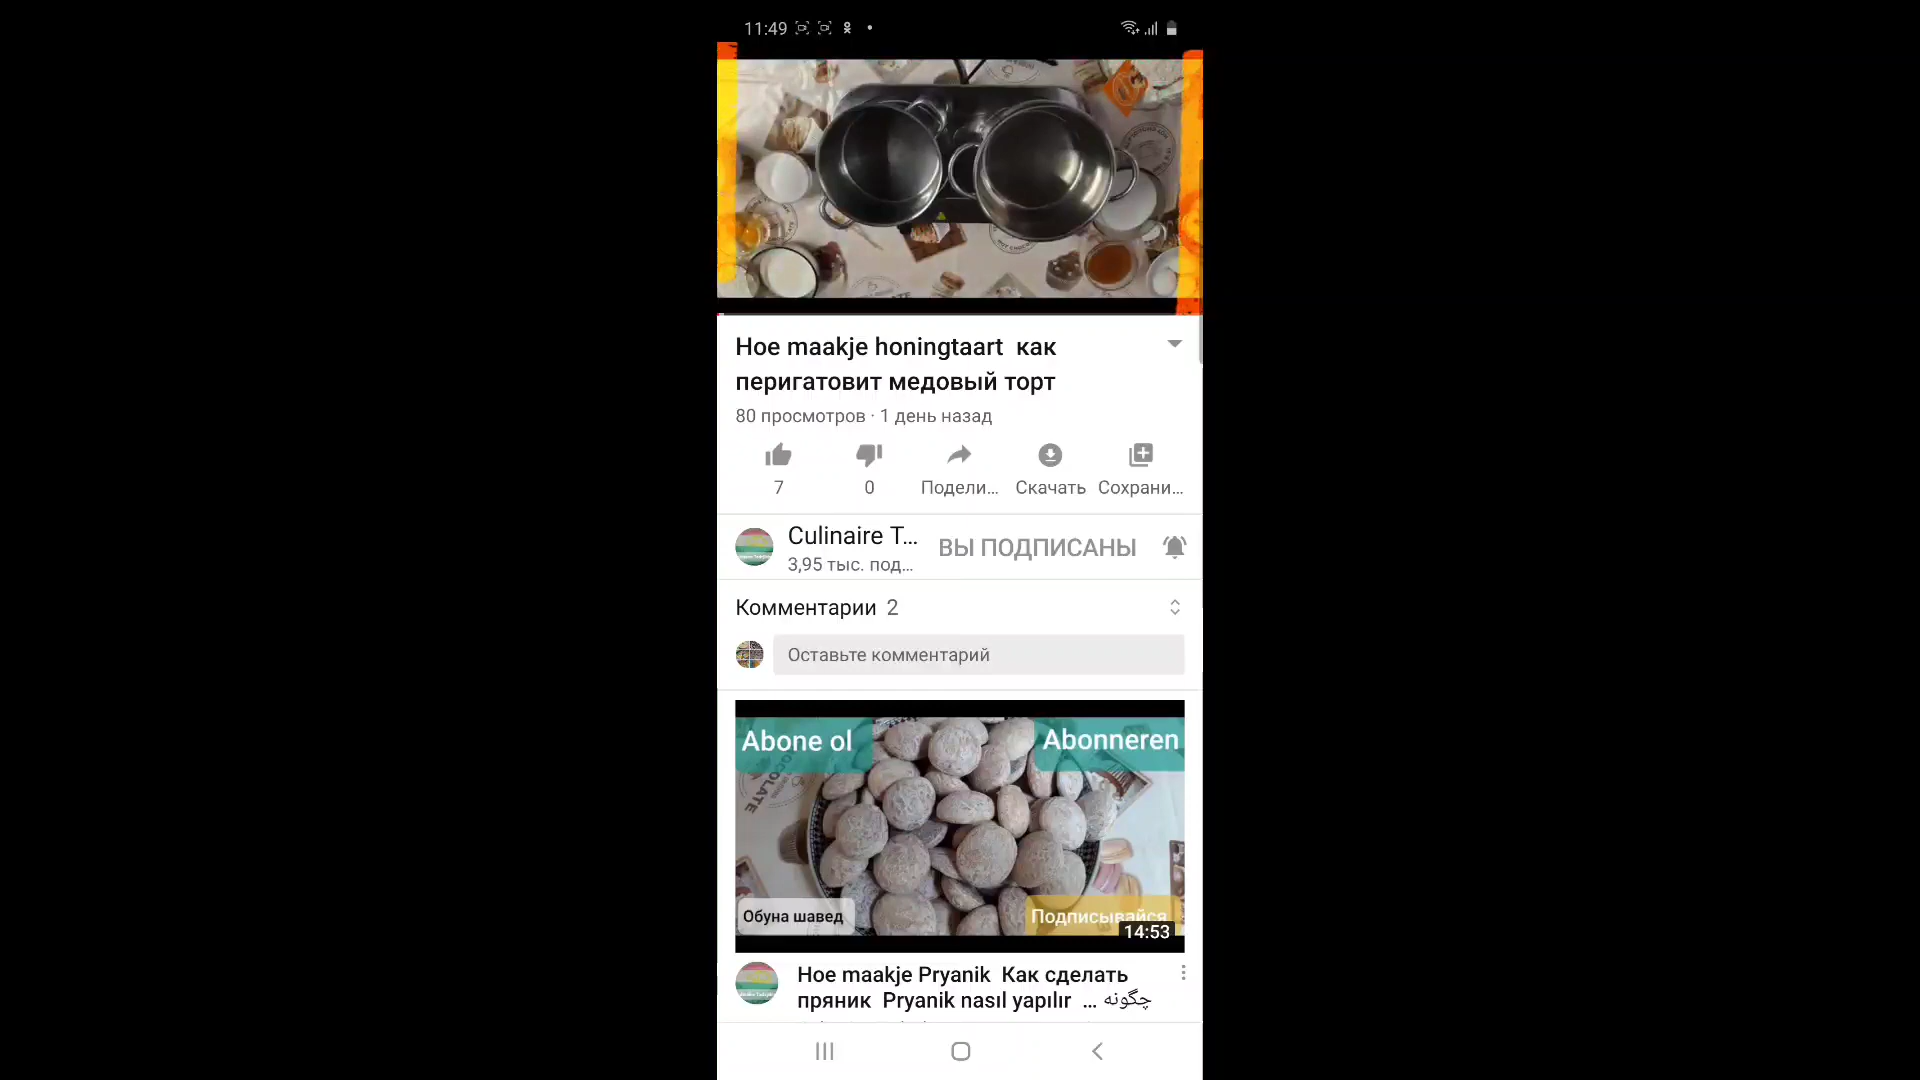 11:49
Hoe maakje honingtaart как
перигатовит медовый торт
80 просмотров · 1 день назад
7
0
Подели...
Скачать
Сохрани...
Culinaire T...
3,95 тыс. под...
ВЫ ПОДПИСАНЫ
Комментарии 2
Оставьте комментарий
Abone ol
Abonneren
COLATE
Обуна шавед
Подписывайся
14:53
Hoe maakje Pryanik Как сделать
пряник Pryanik nasıl yapılır ... چگونه